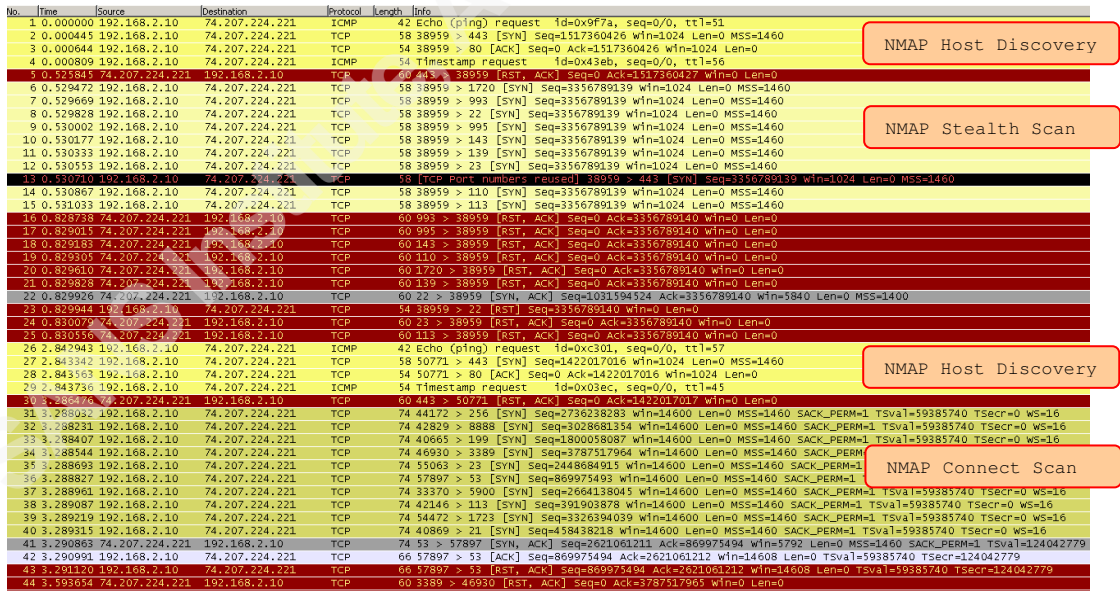 No. Time Source Destination Protocol Length Info
1 0.000000 192.168.2.10 74.207.224.221 ICMP 42 Echo (ping) request id=0x9f7a, seq=0/0, ttl=51
2 0.000445 192.168.2.10 74.207.224.221 TCP 58 38959 > 443 [SYN] Seq=1517360426 Win=1024 Len=0 MSS=1460
3 0.000644 192.168.2.10 74.207.224.221 TCP 54 38959 > 80 [ACK] Seq=0 Ack=1517360426 Win=1024 Len=0
4 0.000809 192.168.2.10 74.207.224.221 ICMP 54 Timestamp request id=0x43eb, seq=0/0, ttl=56
NMAP Host Discovery
5 0.525845 74.207.224.221 192.168.2.10 TCP 60 443 > 38959 [RST, ACK] Seq=0 Ack=1517360427 Win=0 Len=0
6 0.529472 192.168.2.10 74.207.224.221 TCP 58 38959 > 1720 [SYN] Seq=3356789139 Win=1024 Len=0 MSS=1460
7 0.529669 192.168.2.10 74.207.224.221 TCP 58 38959 > 993 [SYN] Seq=3356789139 Win=1024 Len=0 MSS=1460
8 0.529828 192.168.2.10 74.207.224.221 TCP 58 38959 > 22 [SYN] Seq=3356789139 Win=1024 Len=0 MSS=1460
9 0.530002 192.168.2.10 74.207.224.221 TCP 58 38959 > 995 [SYN] Seq=3356789139 Win=1024 Len=0 MSS=1460
NMAP Stealth Scan
10 0.530177 192.168.2.10 74.207.224.221 TCP 58 38959 > 143 [SYN] Seq=3356789139 Win=1024 Len=0 MSS=1460
11 0.530333 192.168.2.10 74.207.224.221 TCP 58 38959 > 139 [SYN] Seq=3356789139 Win=1024 Len=0 MSS=1460
12 0.530553 192.168.2.10 74.207.224.221 TCP 58 38959 > 23 [SYN] Seq=3356789139 Win=1024 Len=0 MSS=1460
13 0.530710 192.168.2.10 74.207.224.221 TCP 58 [TCP Port numbers reused] 38959 > 443 [SYN] Seq=3356789139 Win=1024 Len=0 MSS=1460
14 0.530867 192.168.2.10 74.207.224.221 TCP 58 38959 > 110 [SYN] Seq=3356789139 Win=1024 Len=0 MSS=1460
15 0.531033 192.168.2.10 74.207.224.221 TCP 58 38959 > 113 [SYN] Seq=3356789139 Win=1024 Len=0 MSS=1460
16 0.828738 74.207.224.221 192.168.2.10 TCP 60 993 > 38959 [RST, ACK] Seq=0 Ack=3356789140 Win=0 Len=0
17 0.829015 74.207.224.221 192.168.2.10 TCP 60 995 > 38959 [RST, ACK] Seq=0 Ack=3356789140 Win=0 Len=0
18 0.829183 74.207.224.221 192.168.2.10 TCP 60 143 > 38959 [RST, ACK] Seq=0 Ack=3356789140 Win=0 Len=0
19 0.829305 74.207.224.221 192.168.2.10 TCP 60 110 > 38959 [RST, ACK] Seq=0 Ack=3356789140 Win=0 Len=0
20 0.829610 74.207.224.221 192.168.2.10 TCP 60 1720 > 38959 [RST, ACK] Seq=0 Ack=3356789140 Win=0 Len=0
21 0.829828 74.207.224.221 192.168.2.10 TCP 60 139 > 38959 [RST, ACK] Seq=0 Ack=3356789140 Win=0 Len=0
22 0.829926 74.207.224.221 192.168.2.10 TCP 60 22 > 38959 [SYN, ACK] Seq=1031594524 Ack=3356789140 Win=5840 Len=0 MSS=1400
23 0.829944 192.168.2.10 74.207.224.221 TCP 54 38959 > 22 [RST] Seq=3356789140 Win=0 Len=0
24 0.830079 74.207.224.221 192.168.2.10 TCP 60 23 > 38959 [RST, ACK] Seq=0 Ack=3356789140 Win=0 Len=0
25 0.830556 74.207.224.221 192.168.2.10 TCP 60 113 > 38959 [RST, ACK] Seq=0 Ack=3356789140 Win=0 Len=0
26 2.842943 192.168.2.10 74.207.224.221 ICMP 42 Echo (ping) request id=0xc301, seq=0/0, ttl=57
27 2.843342 192.168.2.10 74.207.224.221 TCP 58 50771 > 443 [SYN] Seq=1422017016 Win=1024 Len=0 MSS=1460
28 2.843563 192.168.2.10 74.207.224.221 TCP 54 50771 > 80 [ACK] Seq=0 Ack=1422017016 Win=1024 Len=0
29 2.843736 192.168.2.10 74.207.224.221 ICMP 54 Timestamp request id=0x03ec, seq=0/0, ttl=45
NMAP Host Discovery
30 3.286476 74.207.224.221 192.168.2.10 TCP 60 443 > 50771 [RST, ACK] Seq=0 Ack=1422017017 Win=0 Len=0
31 3.288032 192.168.2.10 74.207.224.221 TCP 74 44172 > 256 [SYN] Seq=2736238283 Win=14600 Len=0 MSS=1460 SACK_PERM=1 TSval=59385740 TSecr=0 WS=16
32 3.288231 192.168.2.10 74.207.224.221 TCP 74 42829 > 8888 [SYN] Seq=3028681354 Win=14600 Len=0 MSS=1460 SACK_PERM=1 TSval=59385740 TSecr=0 WS=16
33 3.288407 192.168.2.10 74.207.224.221 TCP 74 40665 > 199 [SYN] Seq=1800058087 Win=14600 Len=0 MSS=1460 SACK_PERM=1 TSval=59385740 TSecr=0 WS=16
34 3.288544 192.168.2.10 74.207.224.221 TCP 74 46930 > 3389 [SYN] Seq=3787517964 Win=14600 Len=0 MSS=1460 SACK_PERM
35 3.288693 192.168.2.10 74.207.224.221 TCP 74 55063 > 23 [SYN] Seq=2448684915 Win=14600 Len=0 MSS=1460 SACK_PERM=1
NMAP Connect Scan
36 3.288827 192.168.2.10 74.207.224.221 TCP 74 57897 > 53 [SYN] Seq=869975493 Win=14600 Len=0 MSS=1460 SACK_PERM=1
37 3.288961 192.168.2.10 74.207.224.221 TCP 74 33370 > 5900 [SYN] Seq=2664138045 Win=14600 Len=0 MSS=1460 SACK_PERM=1 TSval=59385740 TSecr=0 WS=16
38 3.289087 192.168.2.10 74.207.224.221 TCP 74 42146 > 113 [SYN] Seq=391903878 Win=14600 Len=0 MSS=1460 SACK_PERM=1 TSval=59385740 TSecr=0 WS=16
39 3.289219 192.168.2.10 74.207.224.221 TCP 74 54472 > 1723 [SYN] Seq=3326394039 Win=14600 Len=0 MSS=1460 SACK_PERM=1 TSval=59385740 TSecr=0 WS=16
40 3.289315 192.168.2.10 74.207.224.221 TCP 74 40869 > 21 [SYN] Seq=458438218 Win=14600 Len=0 MSS=1460 SACK_PERM=1 TSval=59385740 TSecr=0 WS=16
41 3.290863 74.207.224.221 192.168.2.10 TCP 74 53 > 57897 [SYN, ACK] Seq=2621061211 Ack=869975494 Win=5792 Len=0 MSS=1460 SACK_PERM=1 TSval=124042779
42 3.290991 192.168.2.10 74.207.224.221 TCP 66 57897 > 53 [ACK] Seq=869975494 Ack=2621061212 Win=14608 Len=0 TSval=59385740 TSecr=124042779
43 3.291120 192.168.2.10 74.207.224.221 TCP 66 57897 > 53 [RST, ACK] Seq=869975494 Ack=2621061212 Win=14608 Len=0 TSval=59385740 TSecr=124042779
44 3.593654 74.207.224.221 192.168.2.10 TCP 60 3389 > 46930 [RST, ACK] Seq=0 Ack=3787517965 Win=0 Len=0